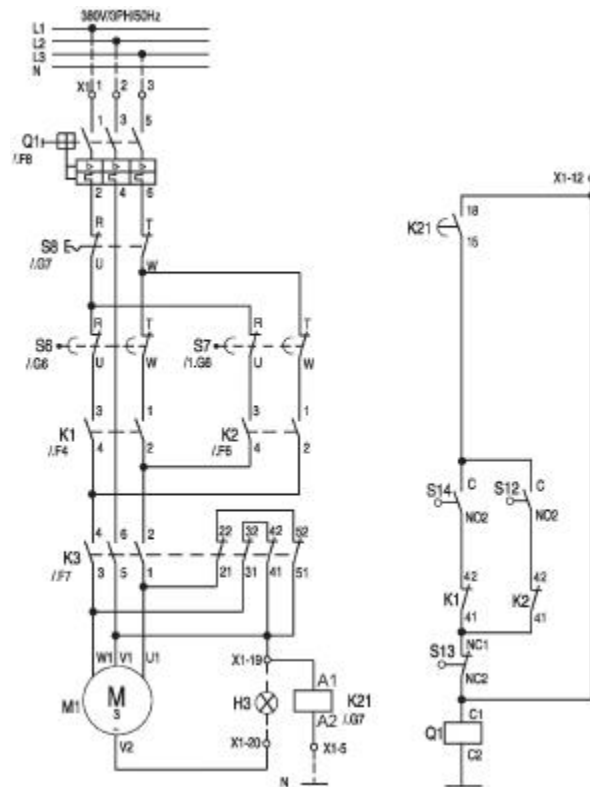 380V/3PH/50Hz
L1
L2
L3
N
X1 1 2 3
1 3 5
Q1
/.F8
2 4 6
X1-12
18
K21
15
R T
S8 E
/.G7
U W
R T R T
S6 S7
/.G6 /1.G6
U W U W
3 1 3 1
K1 K2
/.F4 /.F5
4 2 4 2
C C
S14 S12
NO2 NO2
4 6 2 22 32 42 52
K3
/.F7
3 5 1 21 31 41 51
42 42
K1 K2
41 41
S13 NC1
NC2
W1 V1 U1
X1-19
M1 M
3
~
A1
H3 K21
A2 /.G7
V2 X1-20 X1-5
N
C1
Q1
C2